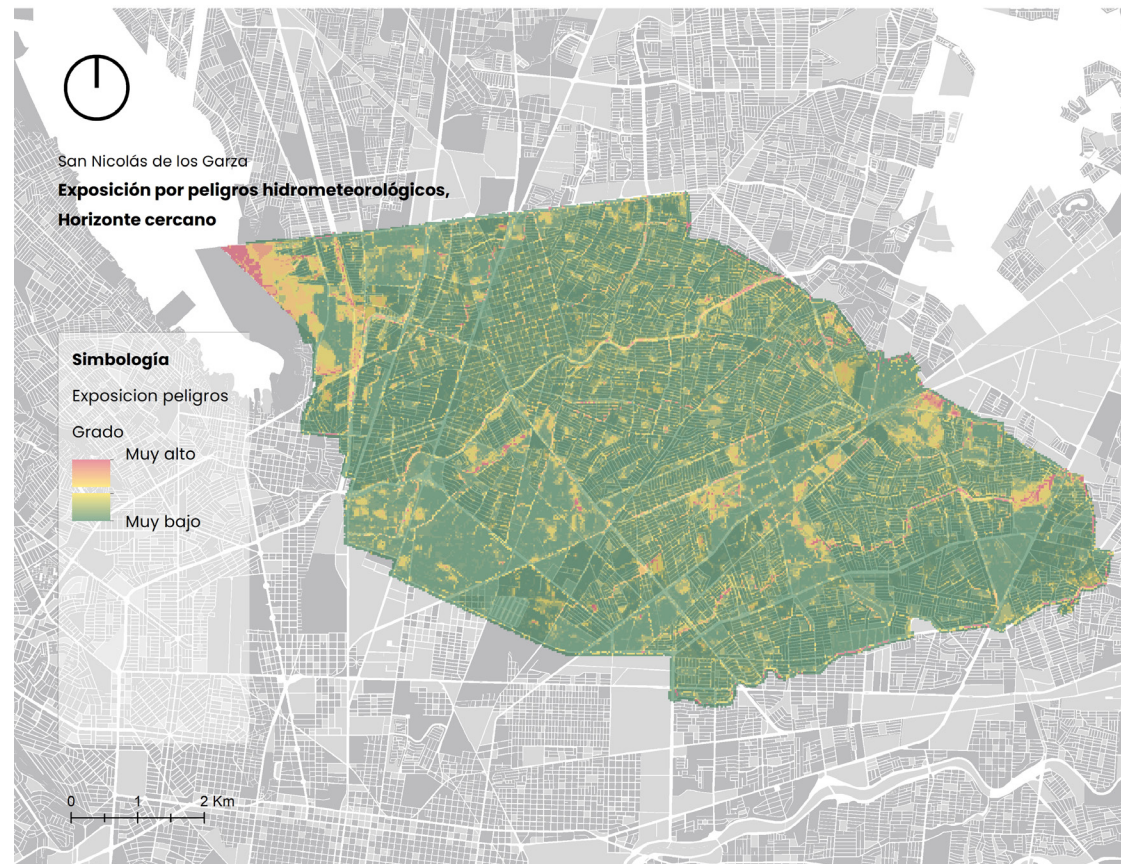 San Nicolás de los Garza
Exposición por peligros hidrometeorológicos,
Horizonte cercano
Simbología
Exposicion peligros
Grado
Muy alto
Muy bajo
0 1 2 Km